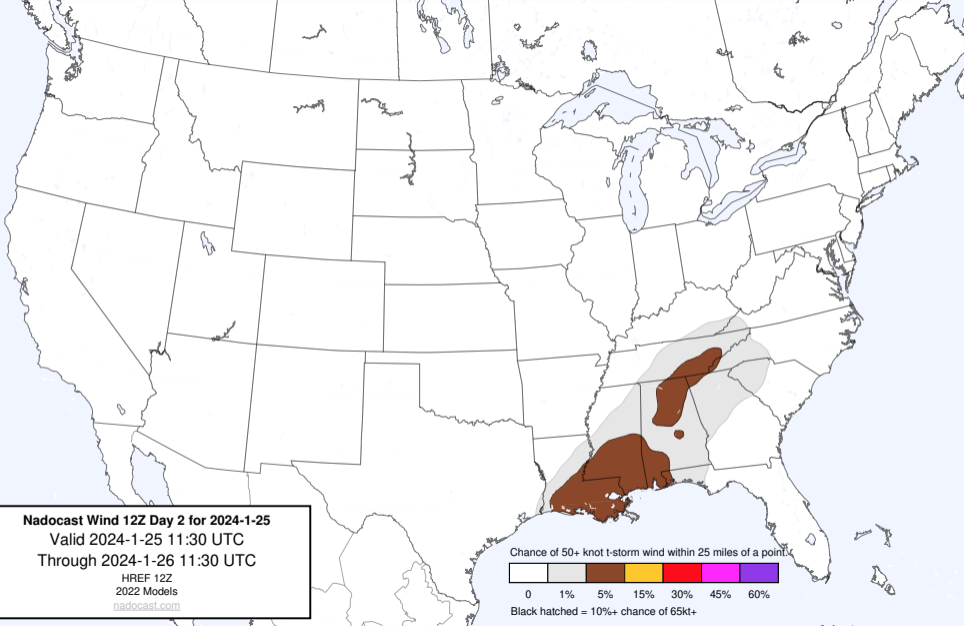 Nadocast Wind 12Z Day 2 for 2024-1-25
Valid 2024-1-25 11:30 UTC
Through 2024-1-26 11:30 UTC
HREF 12Z
2022 Models
nadocast.com
Chance of 50+ knot t-storm wind within 25 miles of a point.
0 1% 5% 15% 30% 45% 60%
Black hatched = 10%+ chance of 65kt+